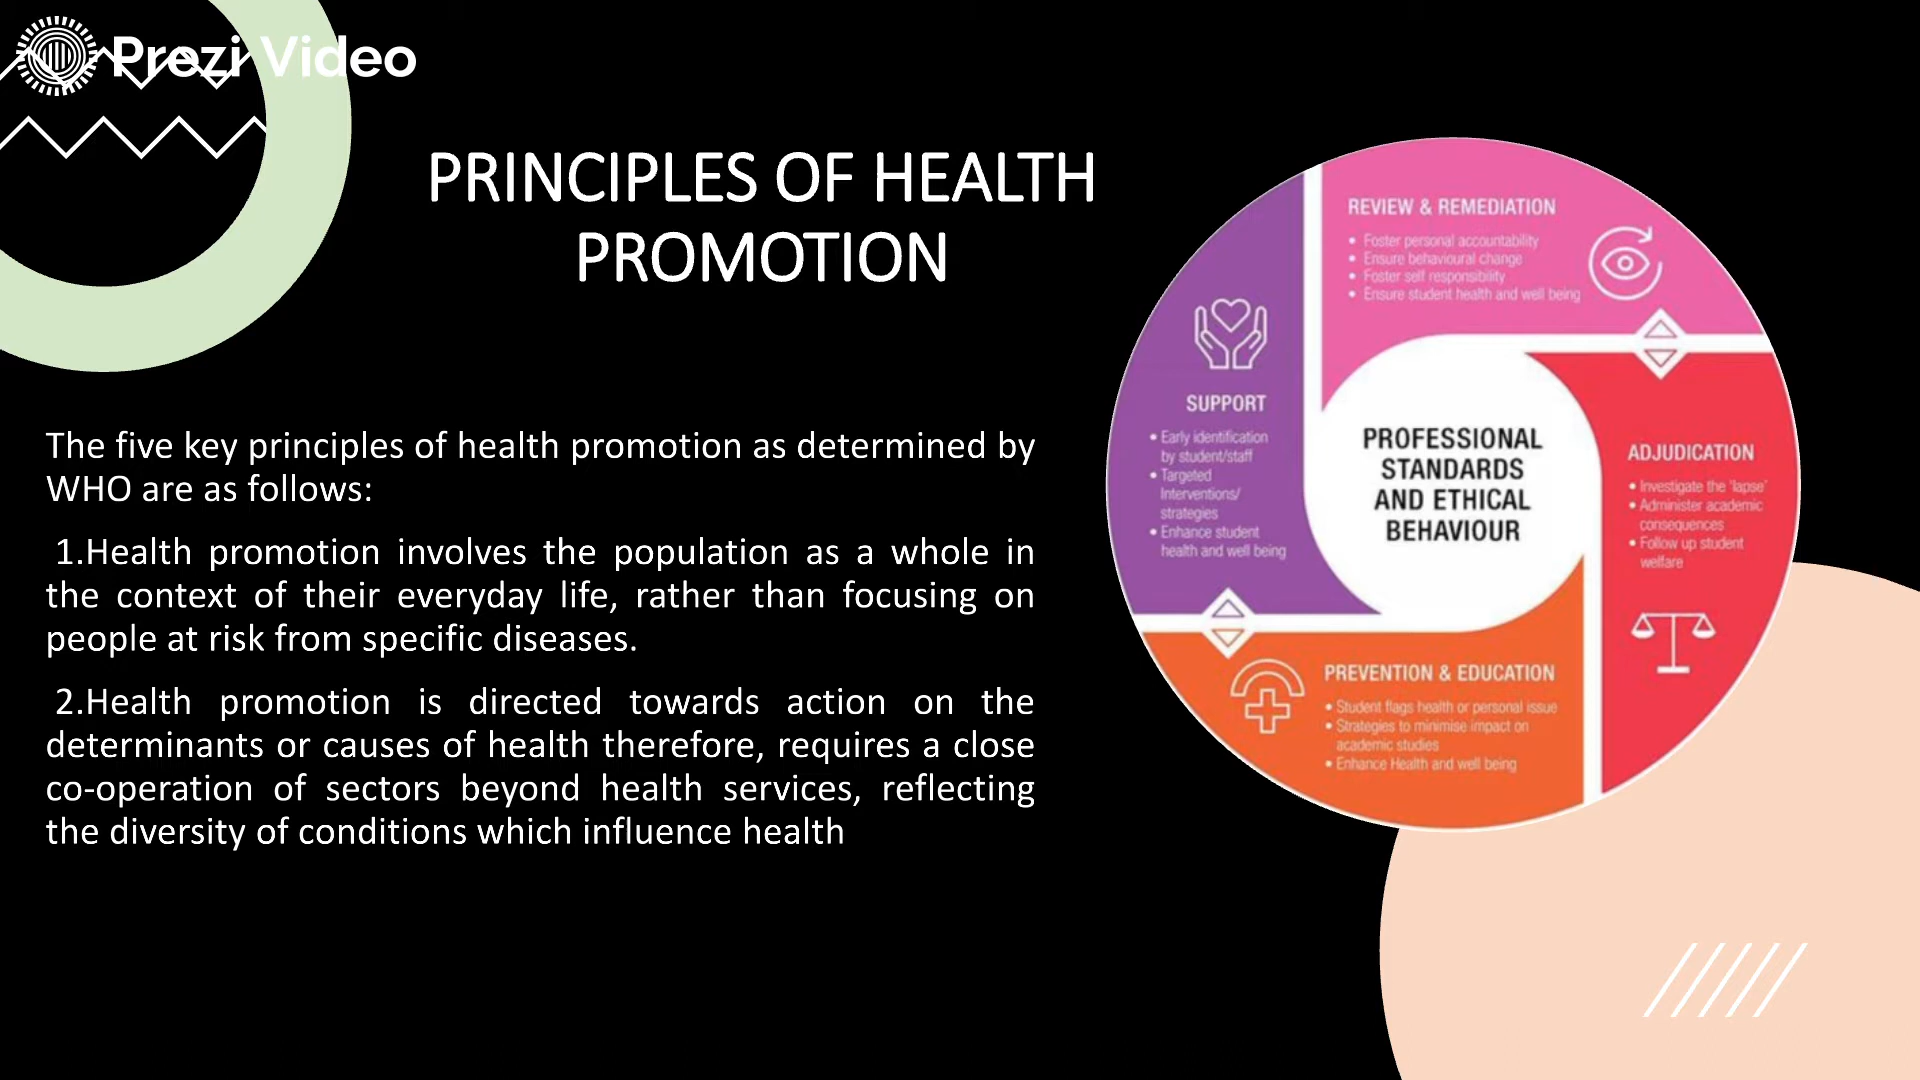 Prezi Video
PRINCIPLES OF HEALTH
PROMOTION
The five key principles of health promotion as determined by
WHO are as follows:
1.Health promotion involves the population as a whole in
the context of their everyday life, rather than focusing on
people at risk from specific diseases.
2.Health promotion is directed towards action on the
determinants or causes of health therefore, requires a close
co-operation of sectors beyond health services, reflecting
the diversity of conditions which influence health
REVIEW & REMEDIATION
• Foster personal accountability
• Ensure behavioural change
• Foster self responsibility
• Ensure student health and well being
SUPPORT
• Early identification
by student/staff
• Targeted
Interventions/
strategies
• Enhance student
health and well being
PROFESSIONAL
STANDARDS
AND ETHICAL
BEHAVIOUR
ADJUDICATION
• Investigate the 'lapse'
• Administer academic
consequences
• Follow up student
welfare
PREVENTION & EDUCATION
• Student flags health or personal issue
• Strategies to minimise impact on
academic studies
• Enhance Health and well being